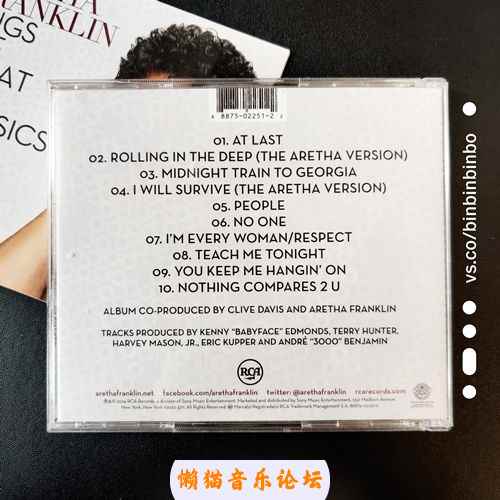 FRANKLIN
NGS
AT
SICS
8875-02251-2
01. AT LAST
02. ROLLING IN THE DEEP (THE ARETHA VERSION)
03. MIDNIGHT TRAIN TO GEORGIA
04. I WILL SURVIVE (THE ARETHA VERSION)
05. PEOPLE
06. NO ONE
07. I'M EVERY WOMAN/RESPECT
08. TEACH ME TONIGHT
09. YOU KEEP ME HANGIN' ON
10. NOTHING COMPARES 2 U
ALBUM CO-PRODUCED BY CLIVE DAVIS AND ARETHA FRANKLIN
TRACKS PRODUCED BY KENNY "BABYFACE" EDMONDS, TERRY HUNTER,
HARVEY MASON, JR., ERIC KUPPER AND ANDRÉ "3000" BENJAMIN
RCA
arethafranklin.net facebook.com/arethafranklin twitter: @arethafranklin rcarecords.com
vs.co/binbinbinbo
懒猫音乐论坛